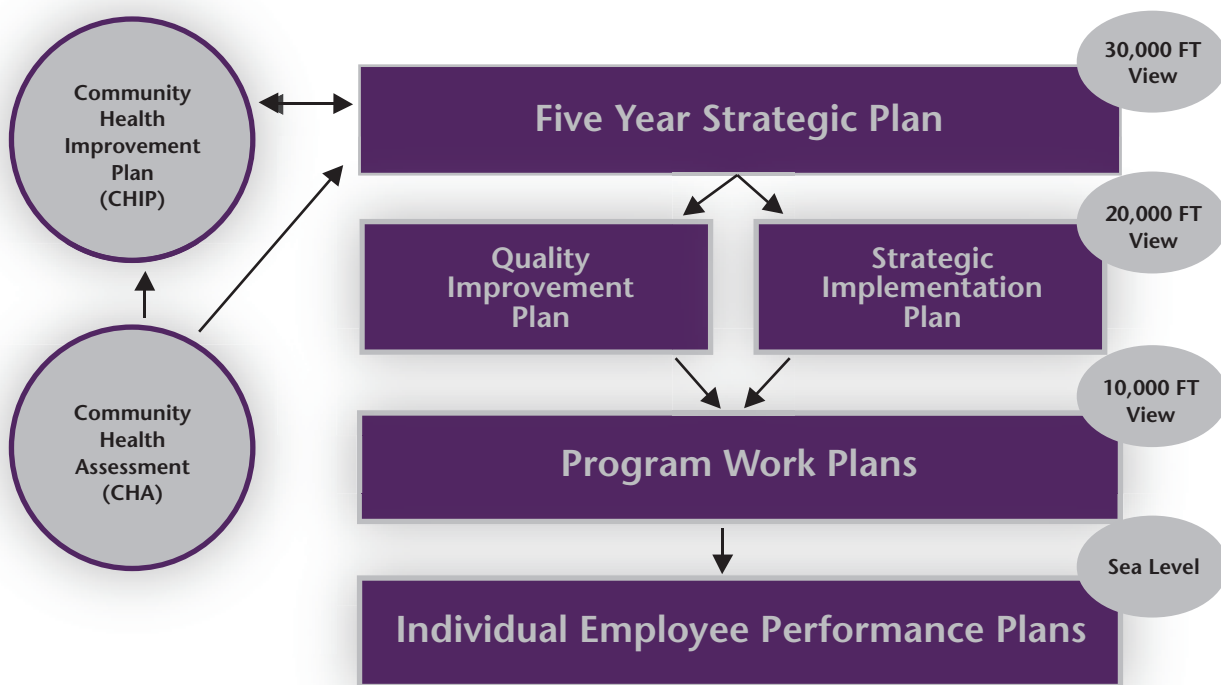 Community
Health
Improvement
Plan
(CHIP)
30,000 FT
View
Five Year Strategic Plan
20,000 FT
View
Quality
Improvement
Plan
Strategic
Implementation
Plan
Community
Health
Assessment
(CHA)
10,000 FT
View
Program Work Plans
Sea Level
Individual Employee Performance Plans